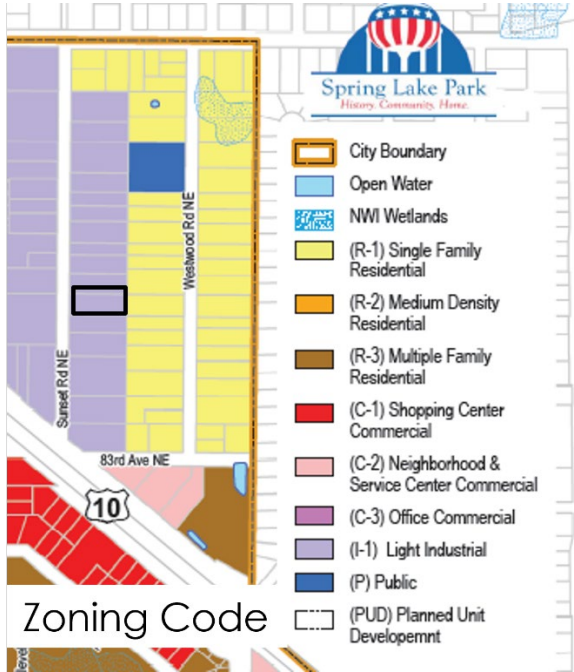 Spring Lake Park
History. Community. Home.
City Boundary
Open Water
NWI Wetlands
(R-1) Single Family
Residential
(R-2) Medium Density
Residential
(R-3) Multiple Family
Residential
(C-1) Shopping Center
Commercial
(C-2) Neighborhood &
Service Center Commercial
(C-3) Office Commercial
(I-1) Light Industrial
(P) Public
(PUD) Planned Unit
Developemnt
Westwood Rd NE
Sunset Rd NE
83rd Ave NE
10
Zoning Code